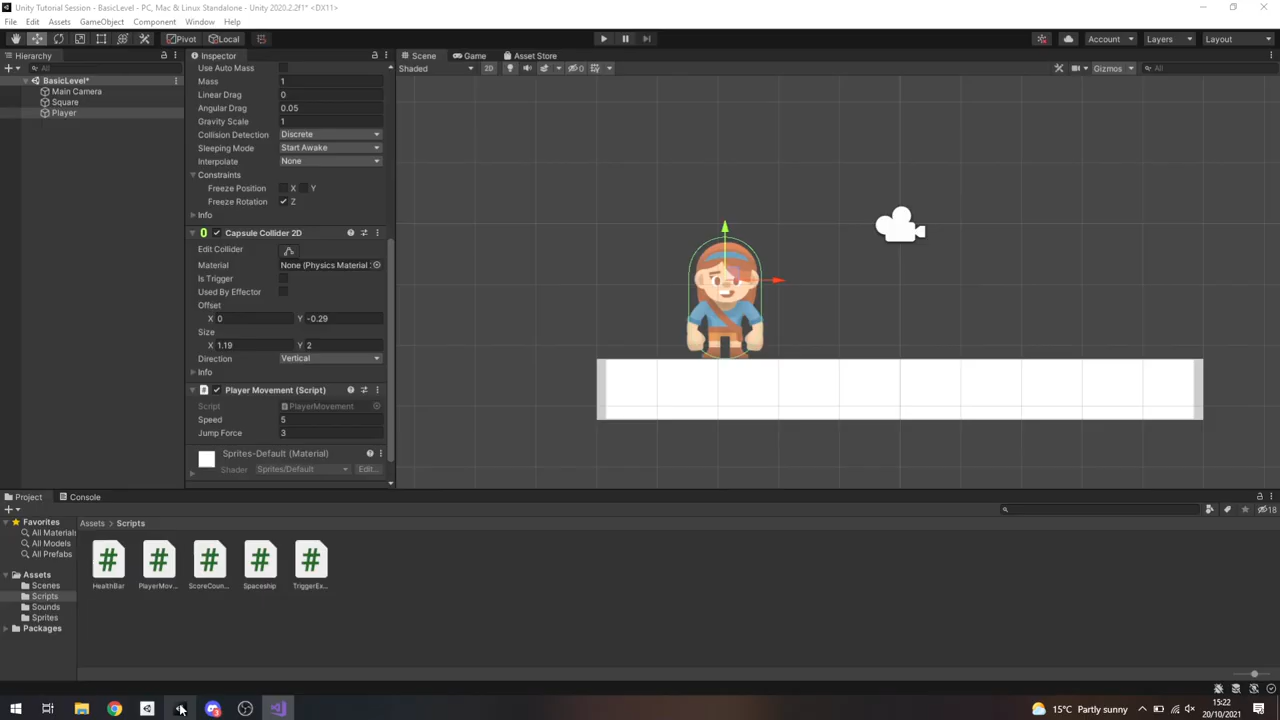 Unity Tutorial Session - BasicLevel - PC, Mac & Linux Standalone - Unity 2020.2.2f1* <DX11>
File Edit Assets GameObject Component Window Help
Pivot Local Account Layers Layout
Hierarchy
All
BasicLevel*
Main Camera
Square
Player
Inspector
Use Auto Mass
Mass 1
Linear Drag 0
Angular Drag 0.05
Gravity Scale 1
Collision Detection Discrete
Sleeping Mode Start Awake
Interpolate None
Constraints
Freeze Position X Y
Freeze Rotation Z
Info
Capsule Collider 2D
Edit Collider
Material None (Physics Material
Is Trigger
Used By Effector
Offset
X 0 Y -0.29
Size
X 1.19 Y 2
Direction Vertical
Info
Player Movement (Script)
Script PlayerMovement
Speed 5
Jump Force 3
Sprites-Default (Material)
Shader Sprites/Default Edit...
Scene Game Asset Store
Shaded 2D 0 Gizmos All
Project Console
18
Favorites
All Materials
All Models
All Prefabs
Assets
Scenes
Scripts
Sounds
Sprites
Packages
Assets > Scripts
HealthBar PlayerMov... ScoreCoun... Spaceship TriggerEx...
15°C Partly sunny
15:22
20/10/2021